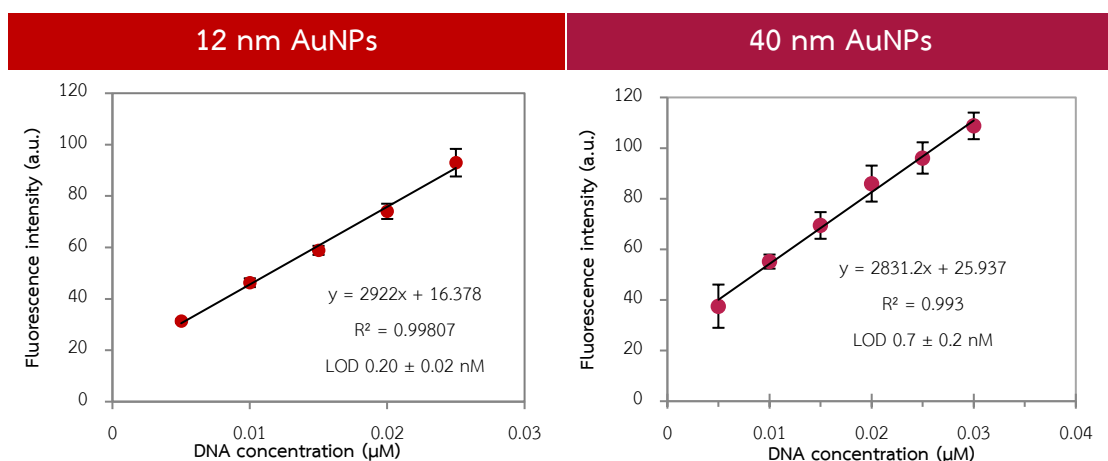 12 nm AuNPs
40 nm AuNPs
Fluorescence intensity (a.u.)
120
100
80
60
40
20
0
y = 2922x + 16.378
R² = 0.99807
LOD 0.20 ± 0.02 nM
0
0.01
0.02
0.03
DNA concentration (µM)
Fluorescence intensity (a.u.)
120
100
80
60
40
20
0
y = 2831.2x + 25.937
R² = 0.993
LOD 0.7 ± 0.2 nM
0
0.01
0.02
0.03
0.04
DNA concentration (µM)